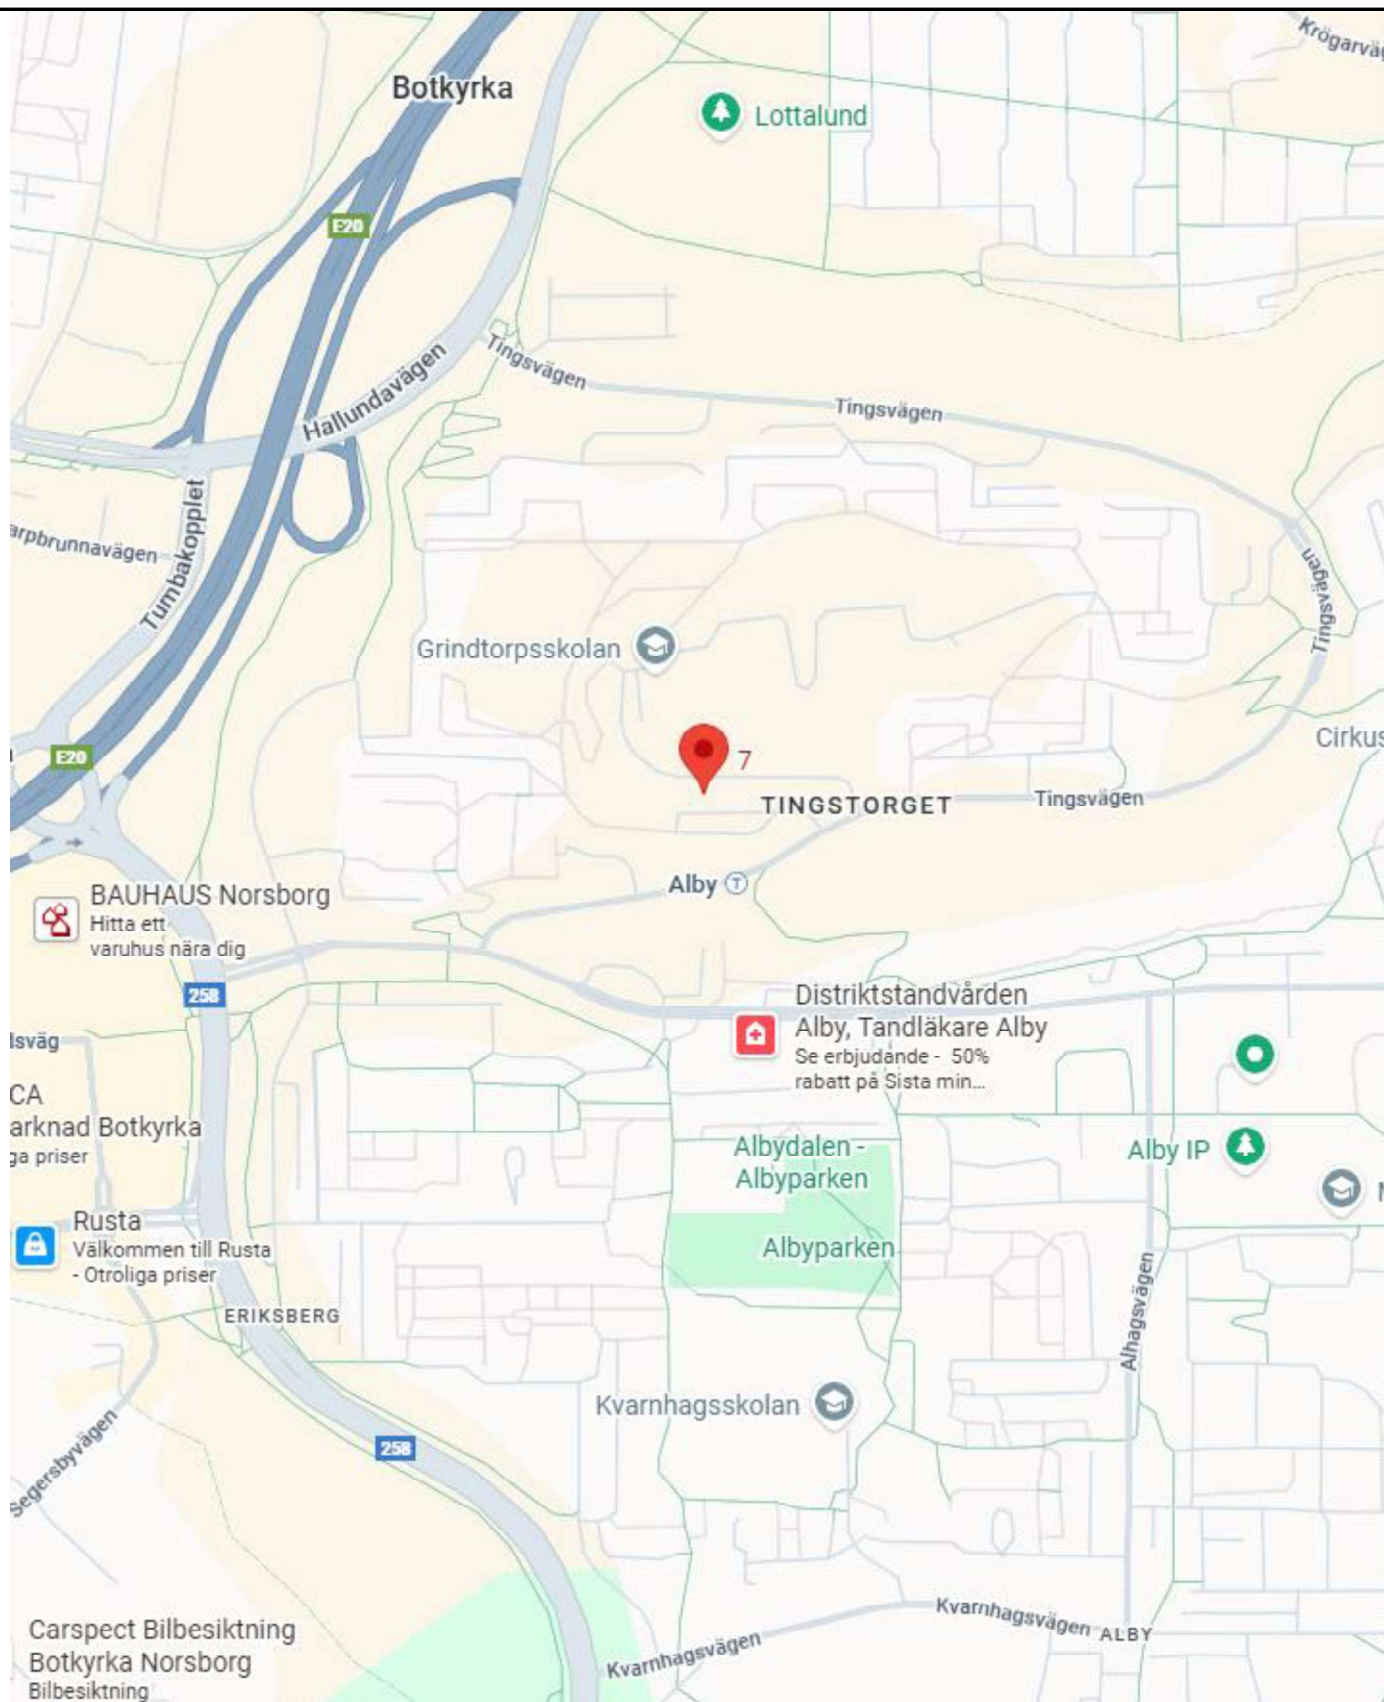 Krögarväg
Botkyrka
Lottalund
E20
Tingsvägen
Hallundavägen
Tingsvägen
Tumbakopplet
arpbrunnavägen
Tingsvägen
Grindtorpsskolan
Cirkus
E20
7
TINGSTORGET
Tingsvägen
Alby T
BAUHAUS Norsborg
Hitta ett
varuhus nära dig
258
Distriktstandvården
Alby, Tandläkare Alby
Se erbjudande - 50%
rabatt på Sista min...
lsväg
CA
arknad Botkyrka
ga priser
Albydalen -
Albyparken
Alby IP
Rusta
Välkommen till Rusta
- Otroliga priser
Albyparken
ERIKSBERG
Alhagsvägen
Kvarnhagsskolan
258
Segersbyvägen
Kvarnhagsvägen
ALBY
Kvarnhagsvägen
Carspect Bilbesiktning
Botkyrka Norsborg
Bilbesiktning